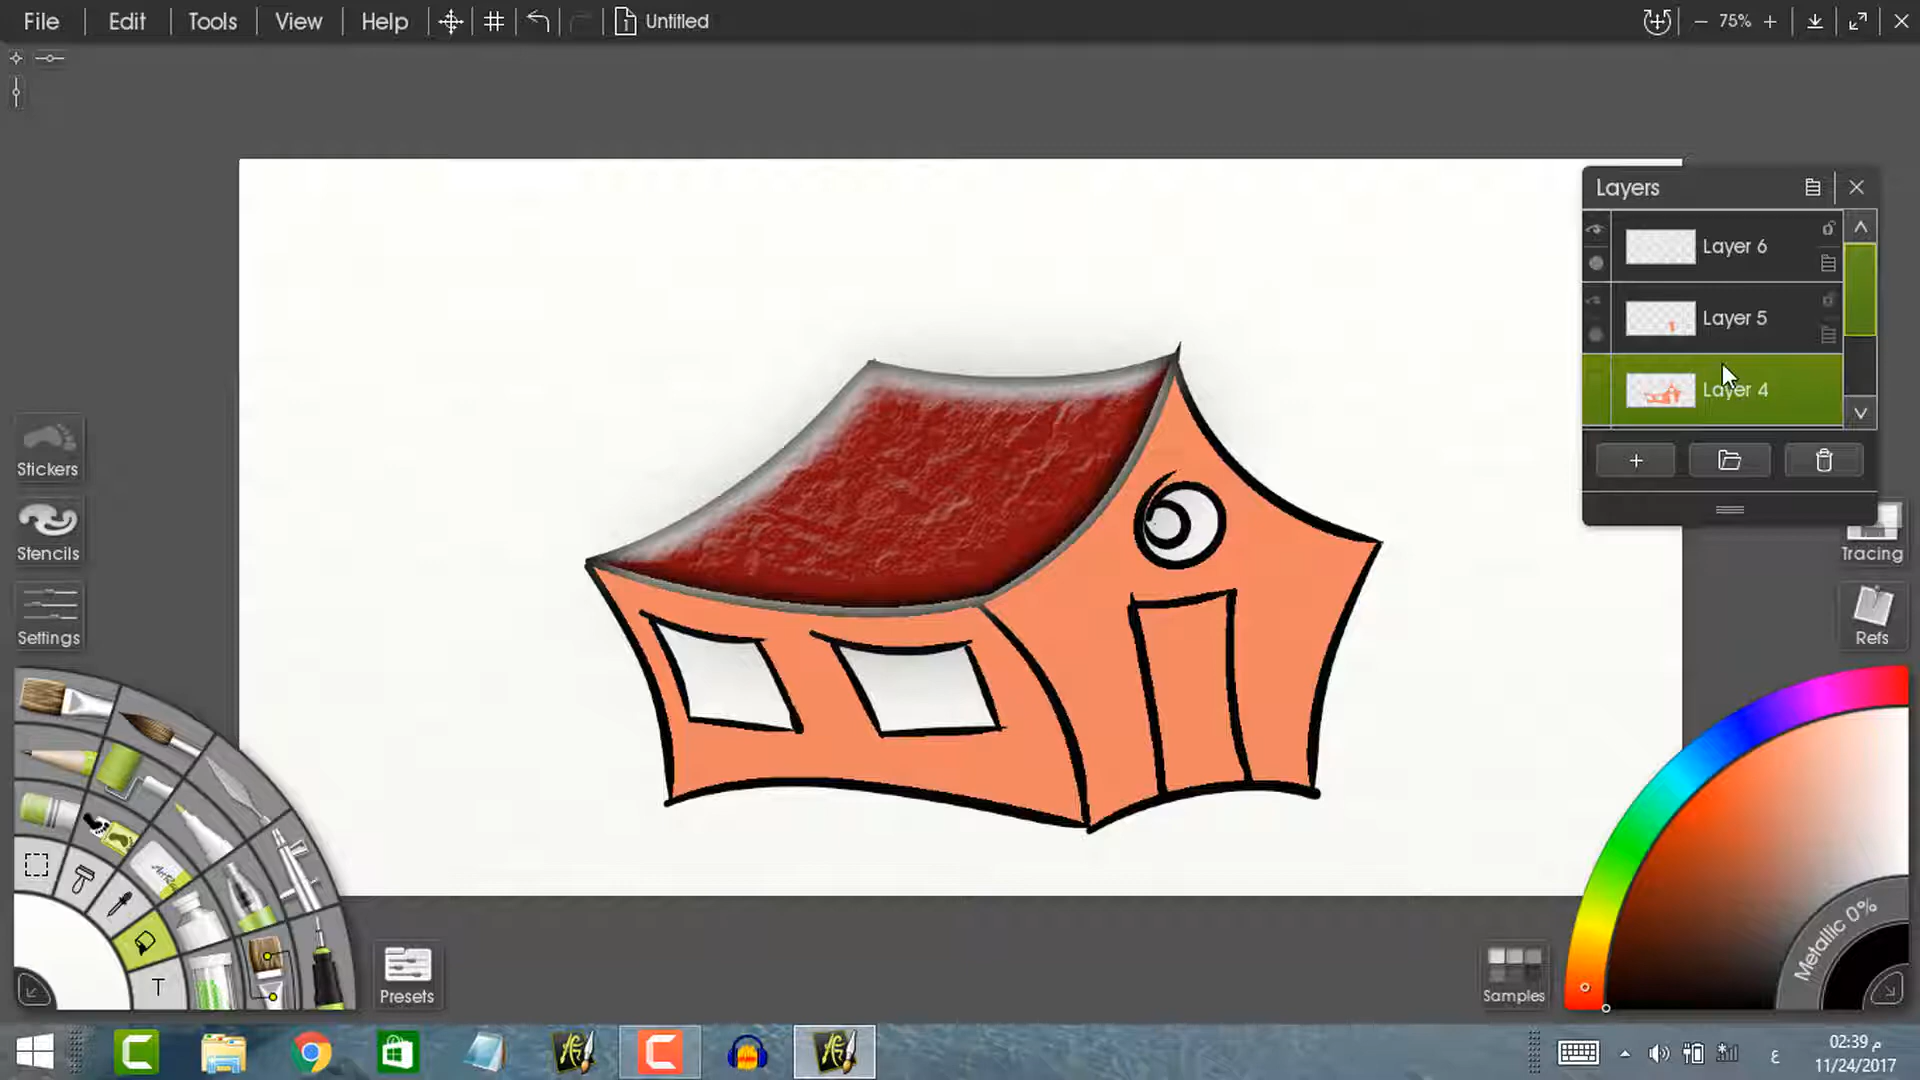 File
Edit
Tools
View
Help
Untitled
75%
Layers
Layer 6
Layer 5
Layer 4
Stickers
Stencils
Settings
Tracing
Refs
Metallic 0%
T
Presets
Samples
ع
02:39 م
11/24/2017